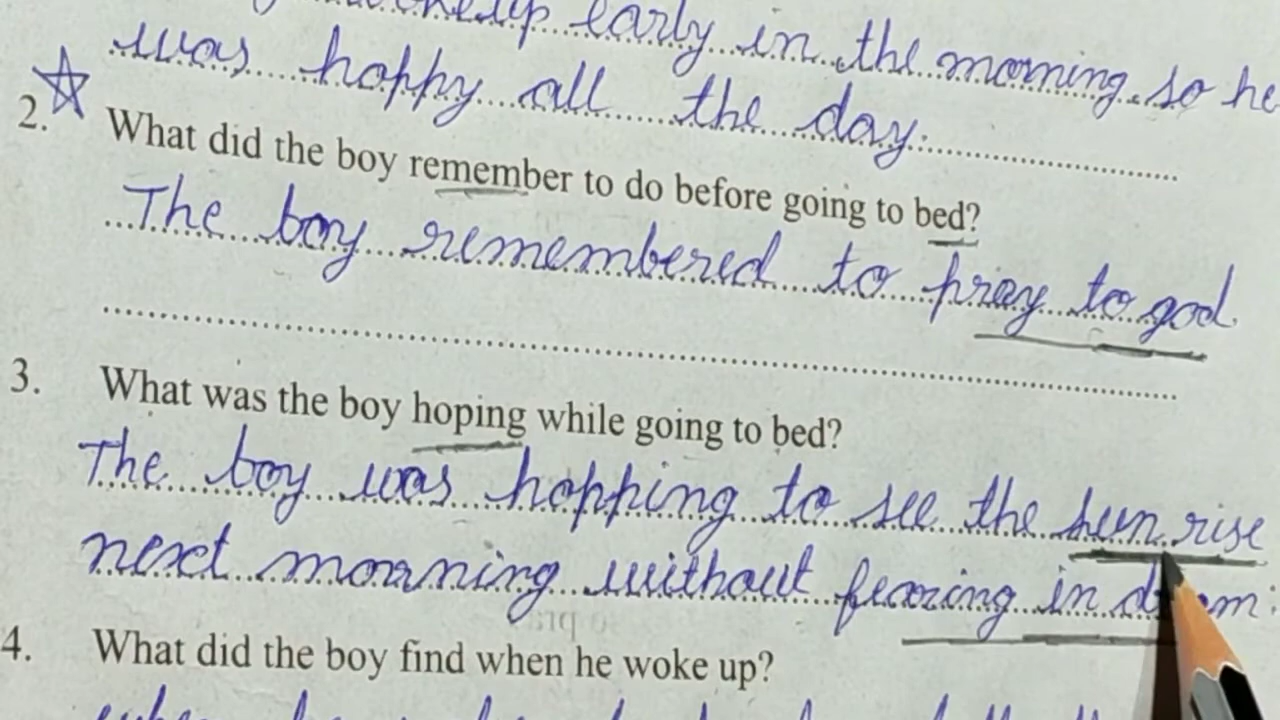 up early in the morning. so he
was happy all the day.
2. What did the boy remember to do before going to bed?
The boy remembered to pray to god.
3. What was the boy hoping while going to bed?
The boy was hopping to see the sun rise
next morning without fearing in
4. What did the boy find when he woke up?